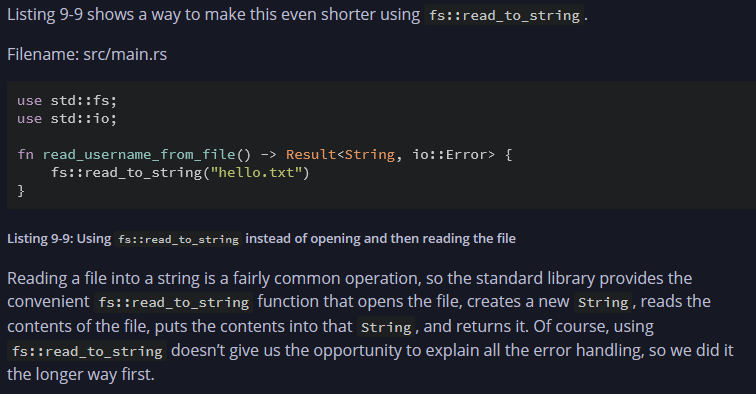 Listing 9-9 shows a way to make this even shorter using fs::read_to_string.
Filename: src/main.rs
use std::fs;
use std::io;
fn read_username_from_file() -> Result<String, io::Error> {
    fs::read_to_string("hello.txt")
}
Listing 9-9: Using fs::read_to_string instead of opening and then reading the file
Reading a file into a string is a fairly common operation, so the standard library provides the
convenient fs::read_to_string function that opens the file, creates a new String, reads the
contents of the file, puts the contents into that String, and returns it. Of course, using
fs::read_to_string doesn’t give us the opportunity to explain all the error handling, so we did it
the longer way first.